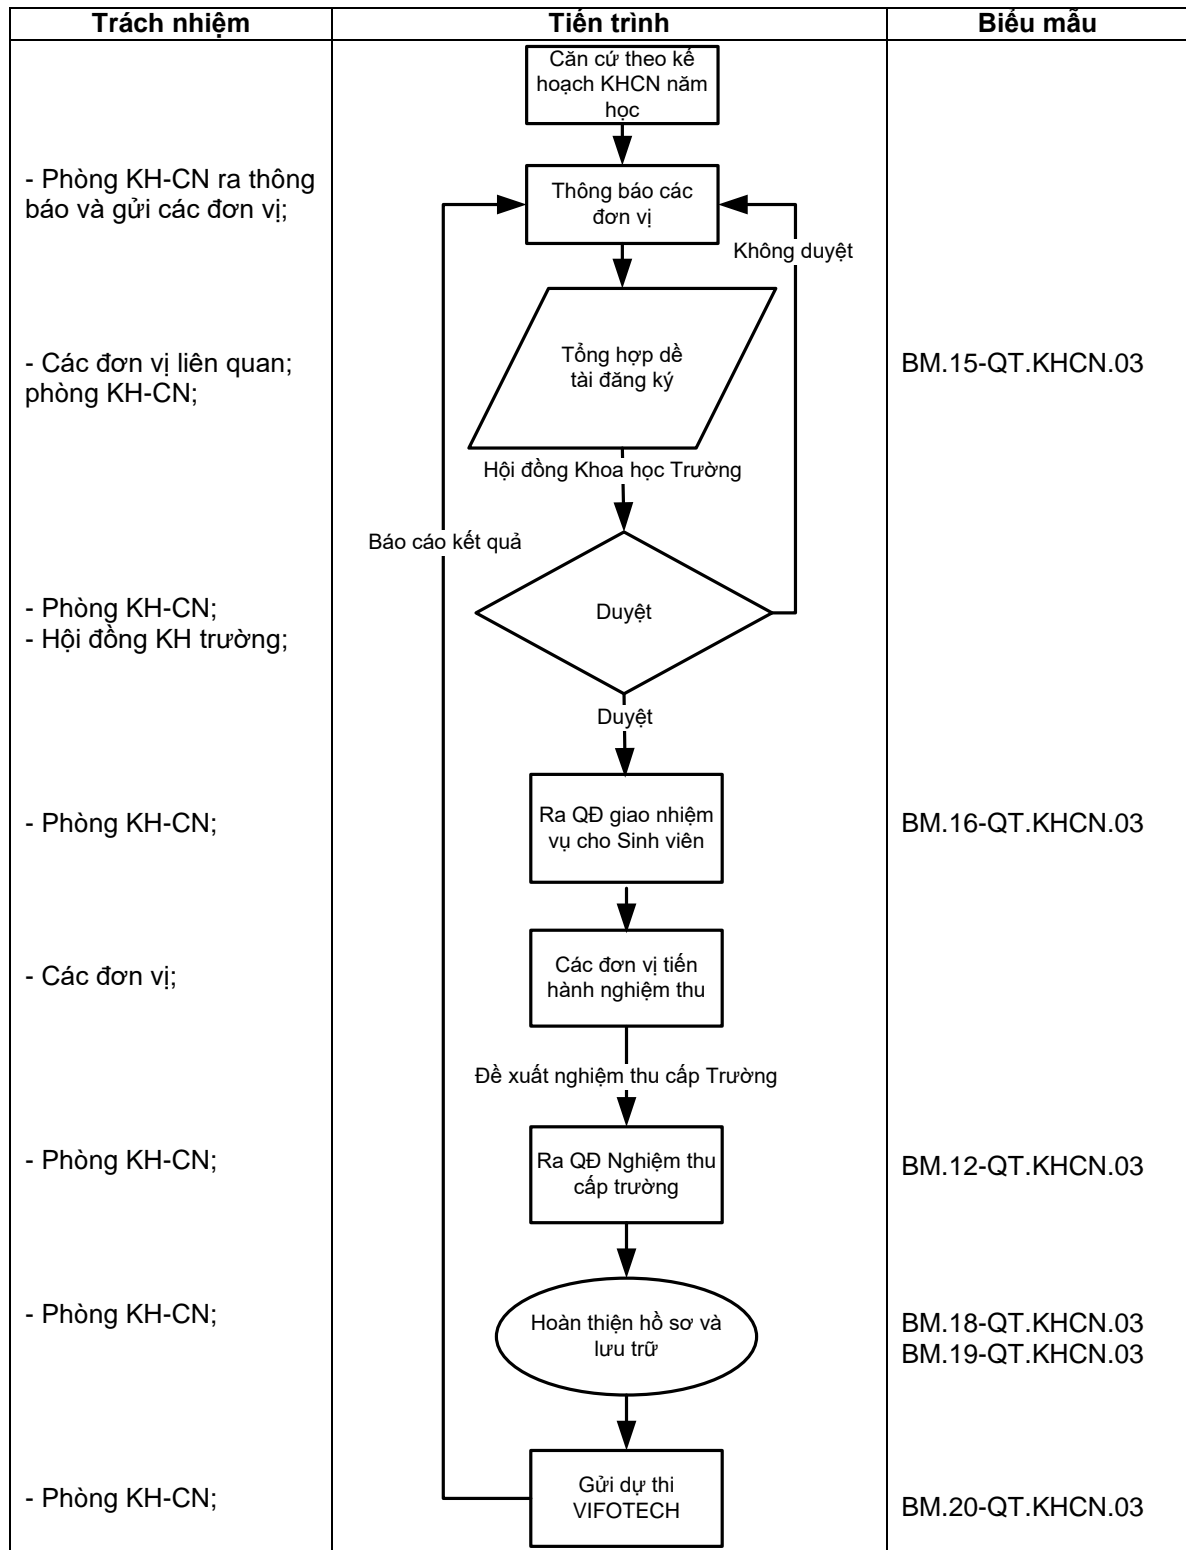 Trách nhiệm
Tiến trình
Biểu mẫu
Căn cứ theo kế
hoạch KHCN năm
học
- Phòng KH-CN ra thông
báo và gửi các đơn vị;
Thông báo các
đơn vị
Không duyệt
- Các đơn vị liên quan;
phòng KH-CN;
Tổng hợp dề
tài đăng ký
BM.15-QT.KHCN.03
Hội đồng Khoa học Trường
Báo cáo kết quả
- Phòng KH-CN;
- Hội đồng KH trường;
Duyệt
Duyệt
- Phòng KH-CN;
Ra QĐ giao nhiệm
vụ cho Sinh viên
BM.16-QT.KHCN.03
- Các đơn vị;
Các đơn vị tiến
hành nghiệm thu
Đề xuất nghiệm thu cấp Trường
- Phòng KH-CN;
Ra QĐ Nghiệm thu
cấp trường
BM.12-QT.KHCN.03
- Phòng KH-CN;
Hoàn thiện hồ sơ và
lưu trữ
BM.18-QT.KHCN.03
BM.19-QT.KHCN.03
- Phòng KH-CN;
Gửi dự thi
VIFOTECH
BM.20-QT.KHCN.03